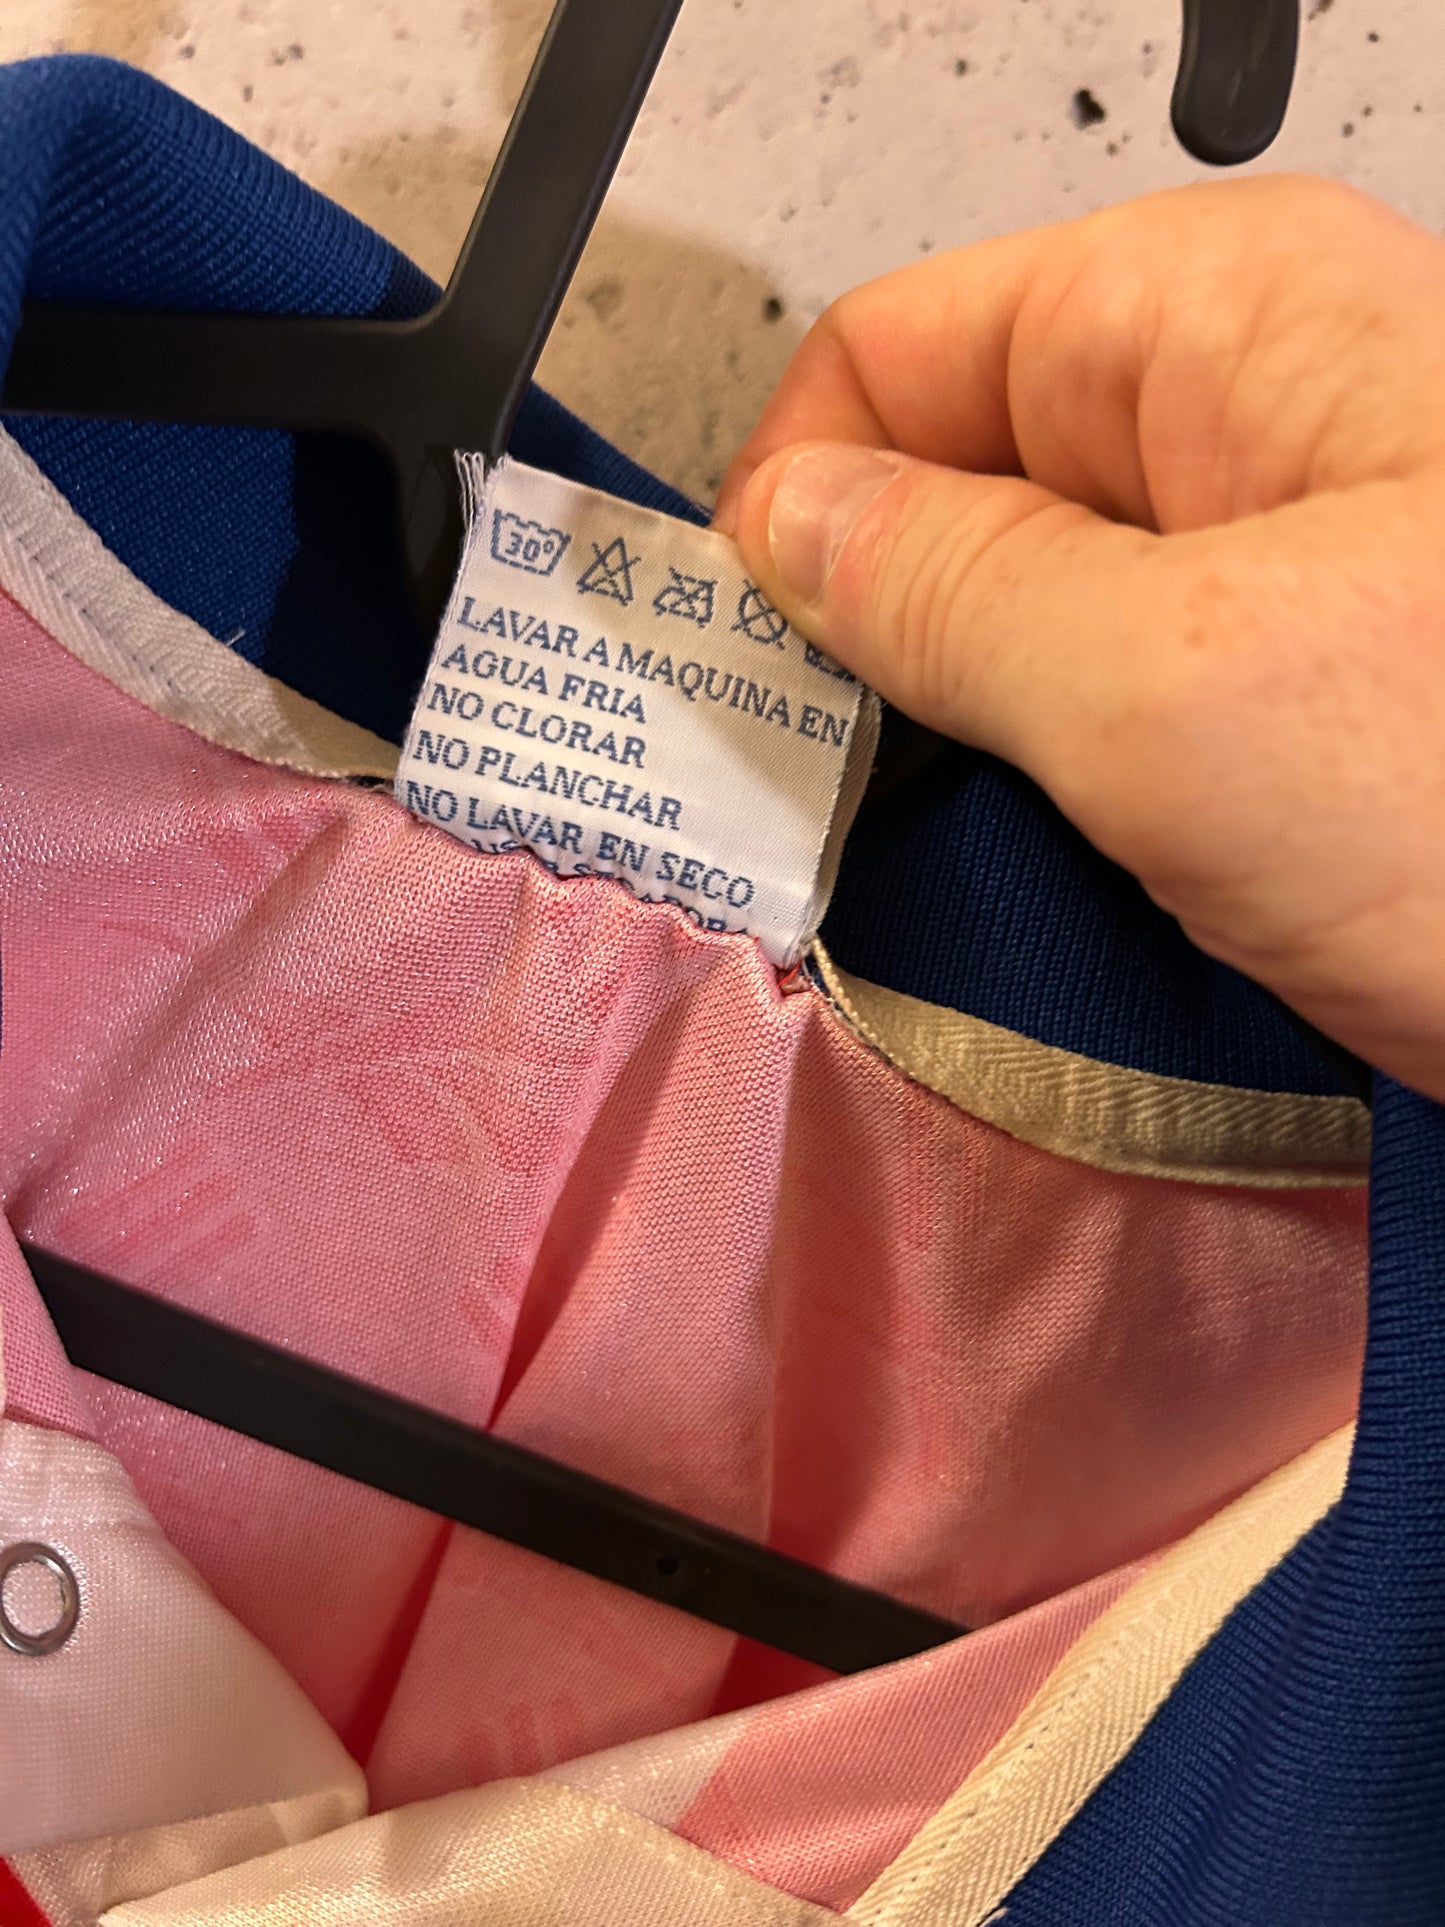 30°
LAVAR A MAQUINA EN
AGUA FRIA
NO CLORAR
NO PLANCHAR
NO LAVAR EN SECO